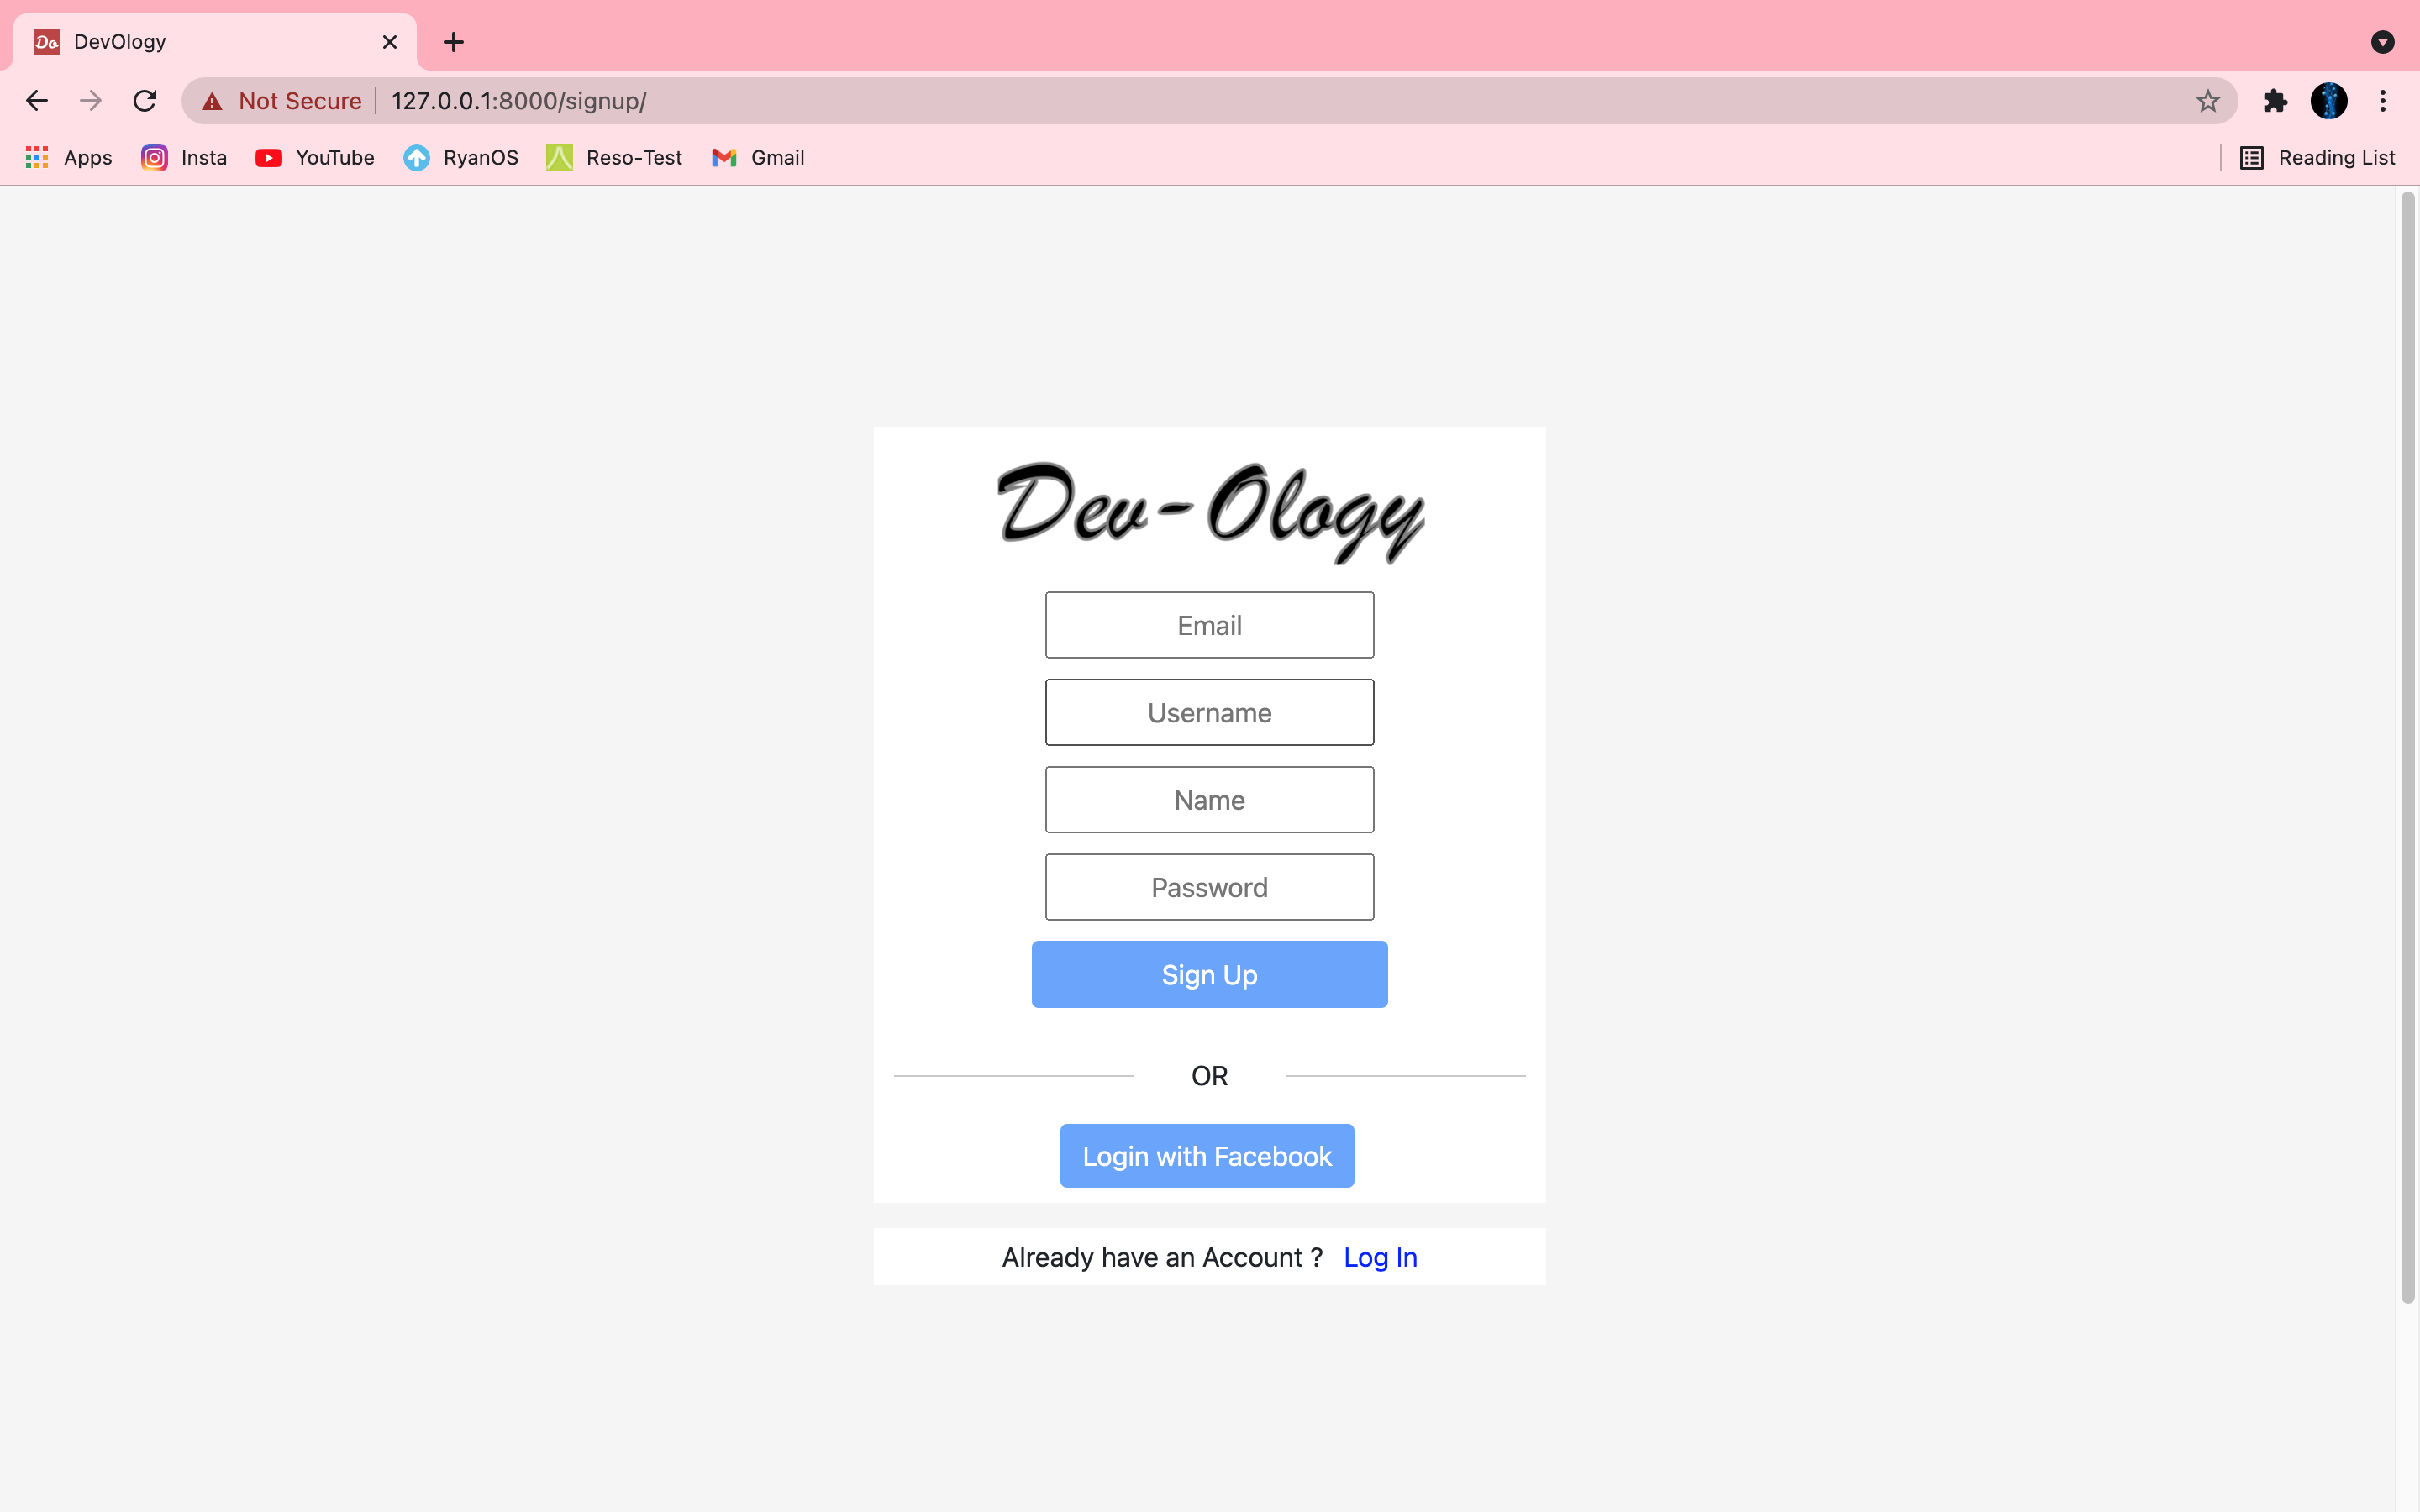 Do DevOlogy
Not Secure 127.0.0.1:8000/signup/
Apps Insta YouTube RyanOS Reso-Test Gmail Reading List
Dev-Ology
Email
Username
Name
Password
Sign Up
OR
Login with Facebook
Already have an Account ? Log In